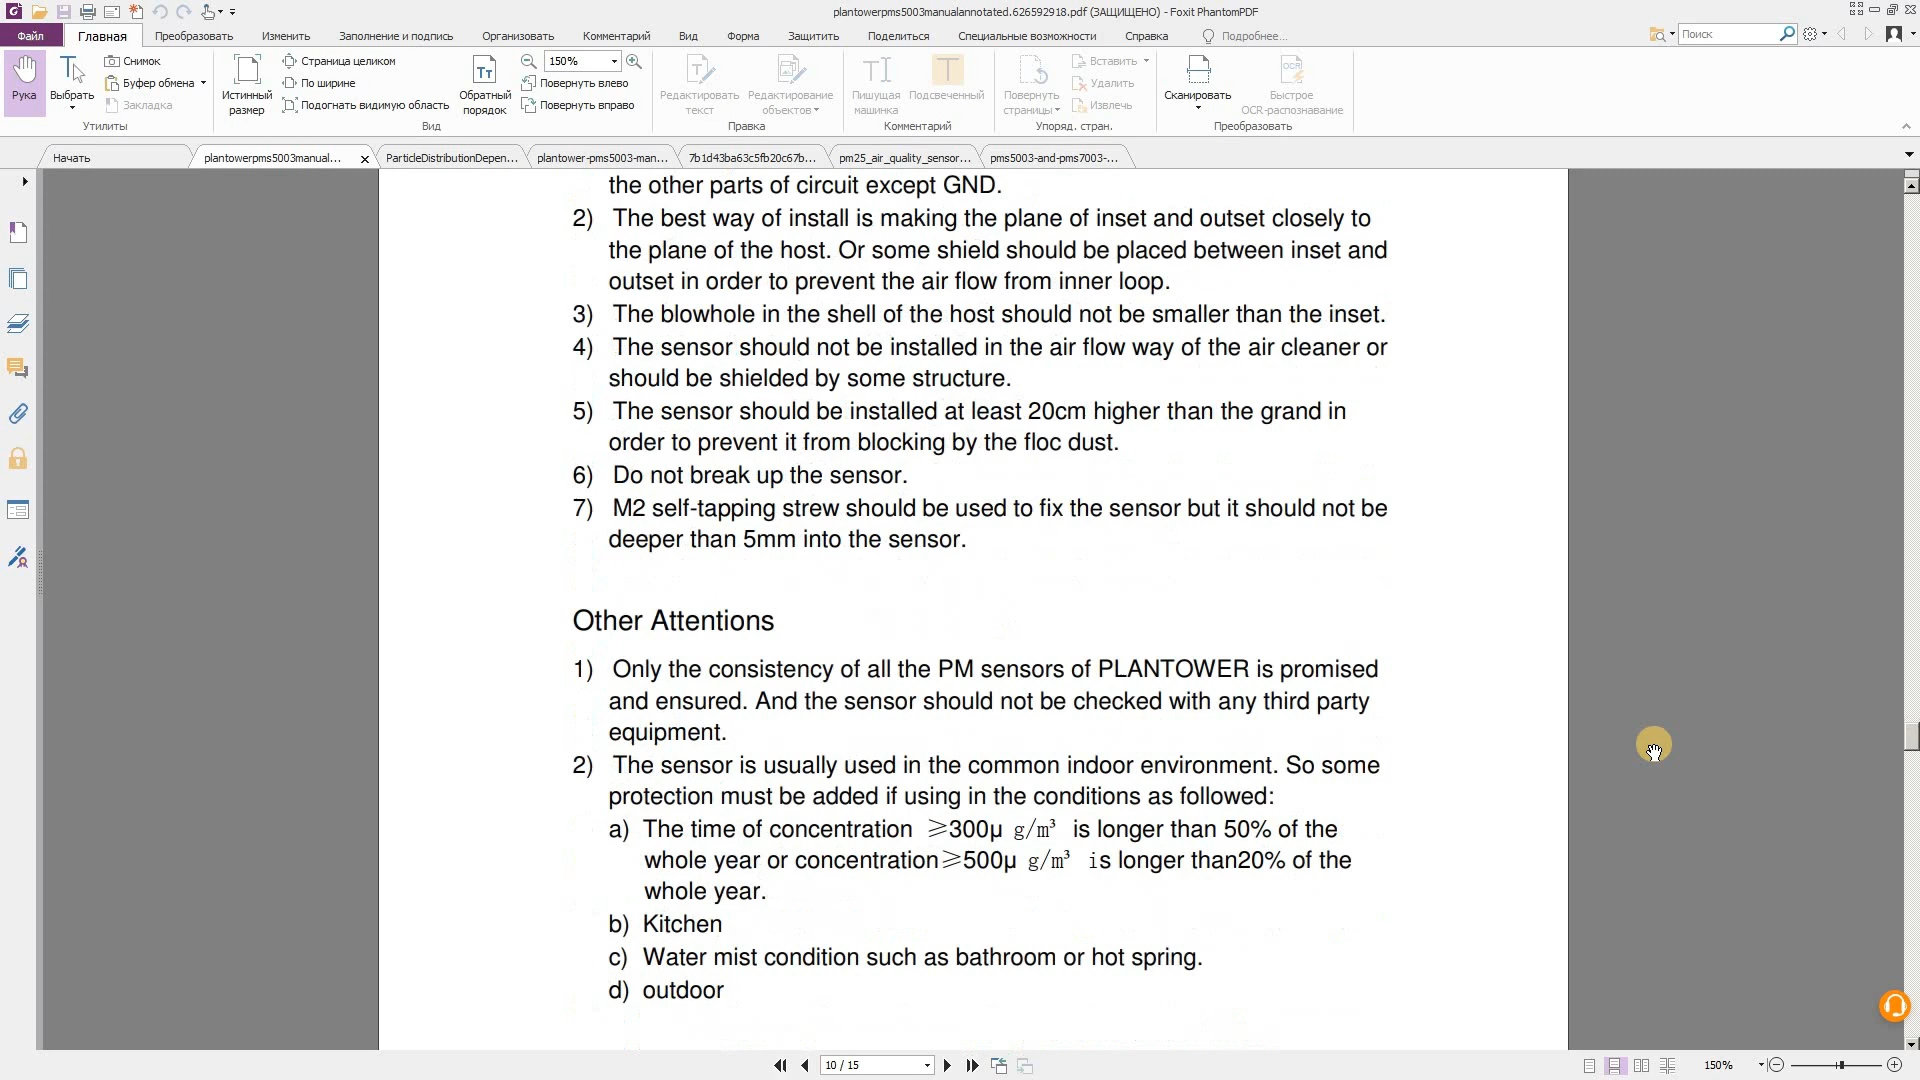 plantowerpms5003manualannotated.626592918.pdf (ЗАЩИЩЕНО) - Foxit PhantomPDF
Файл Главная Преобразовать Изменить Заполнение и подпись Организовать Комментарий Вид Форма Защитить Поделиться Специальные возможности Справка Подробнее... Поиск
Рука
Выбрать
Снимок
Буфер обмена
Закладка
Утилиты
Истинный размер
Страница целиком
По ширине
Подогнать видимую область
Обратный порядок
150%
Повернуть влево
Повернуть вправо
Вид
Редактировать текст
Редактирование объектов
Правка
Пишущая машинка
Подсвеченный
Комментарий
Повернуть страницы
Вставить
Удалить
Извлечь
Упоряд. стран.
Сканировать
OCR
Быстрое OCR-распознавание
Преобразовать
Начать plantowerpms5003manual... ParticleDistributionDepen... plantower-pms5003-man... 7b1d43ba63c5fb20c67b... pm25_air_quality_sensor... pms5003-and-pms7003-...
the other parts of circuit except GND.
2) The best way of install is making the plane of inset and outset closely to
the plane of the host. Or some shield should be placed between inset and
outset in order to prevent the air flow from inner loop.
3) The blowhole in the shell of the host should not be smaller than the inset.
4) The sensor should not be installed in the air flow way of the air cleaner or
should be shielded by some structure.
5) The sensor should be installed at least 20cm higher than the grand in
order to prevent it from blocking by the floc dust.
6) Do not break up the sensor.
7) M2 self-tapping strew should be used to fix the sensor but it should not be
deeper than 5mm into the sensor.
Other Attentions
1) Only the consistency of all the PM sensors of PLANTOWER is promised
and ensured. And the sensor should not be checked with any third party
equipment.
2) The sensor is usually used in the common indoor environment. So some
protection must be added if using in the conditions as followed:
a) The time of concentration ≥300μ g/m³ is longer than 50% of the
whole year or concentration≥500μ g/m³ is longer than20% of the
whole year.
b) Kitchen
c) Water mist condition such as bathroom or hot spring.
d) outdoor
10 / 15
150%